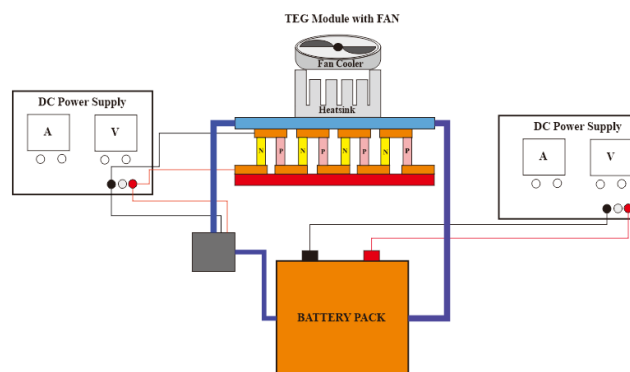 TEG Module with FAN
Fan Cooler
Heatsink
DC Power Supply
A
V
N
P
N
P
N
P
N
P
DC Power Supply
A
V
BATTERY PACK